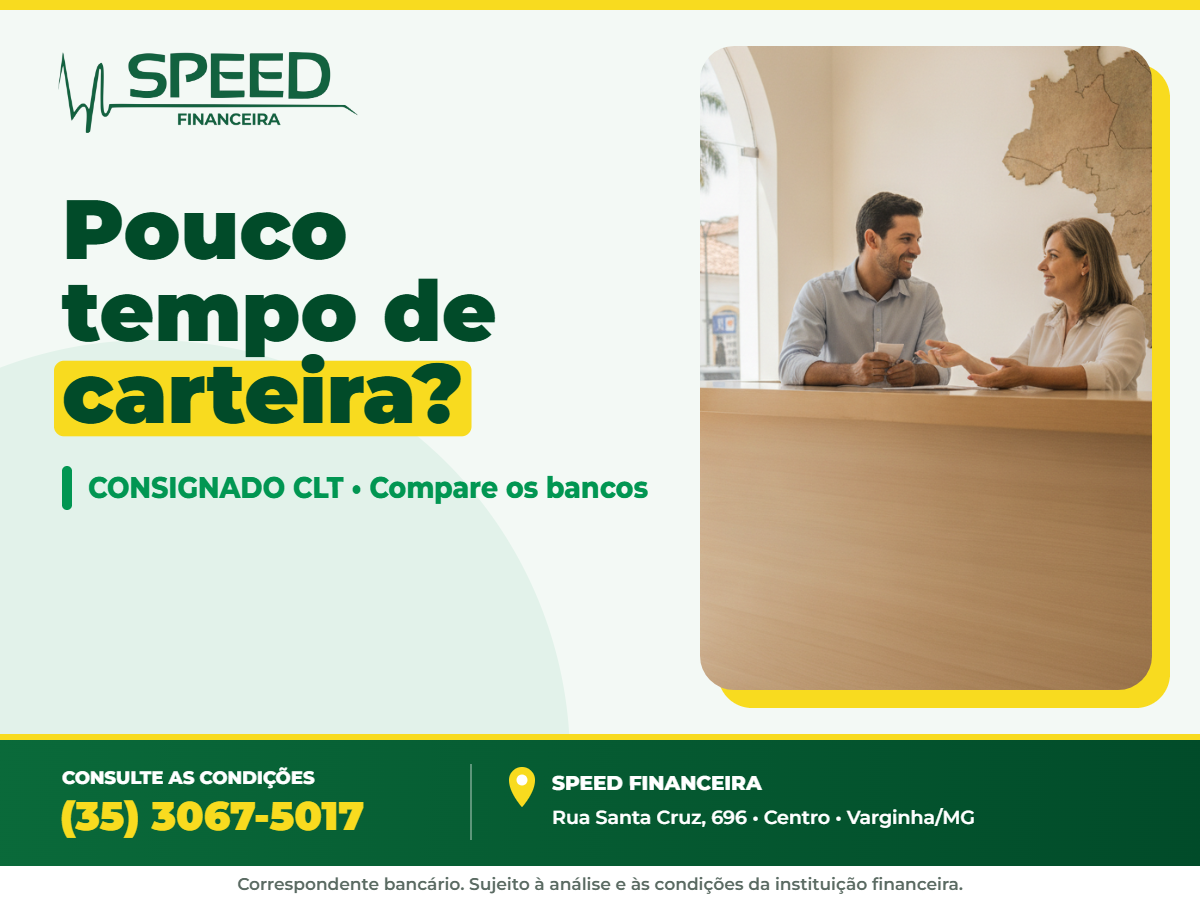 SPEED
FINANCEIRA
Pouco
tempo de
carteira?
CONSIGNADO CLT • Compare os bancos
CONSULTE AS CONDIÇÕES
(35) 3067-5017
SPEED FINANCEIRA
Rua Santa Cruz, 696 • Centro • Varginha/MG
Correspondente bancário. Sujeito à análise e às condições da instituição financeira.